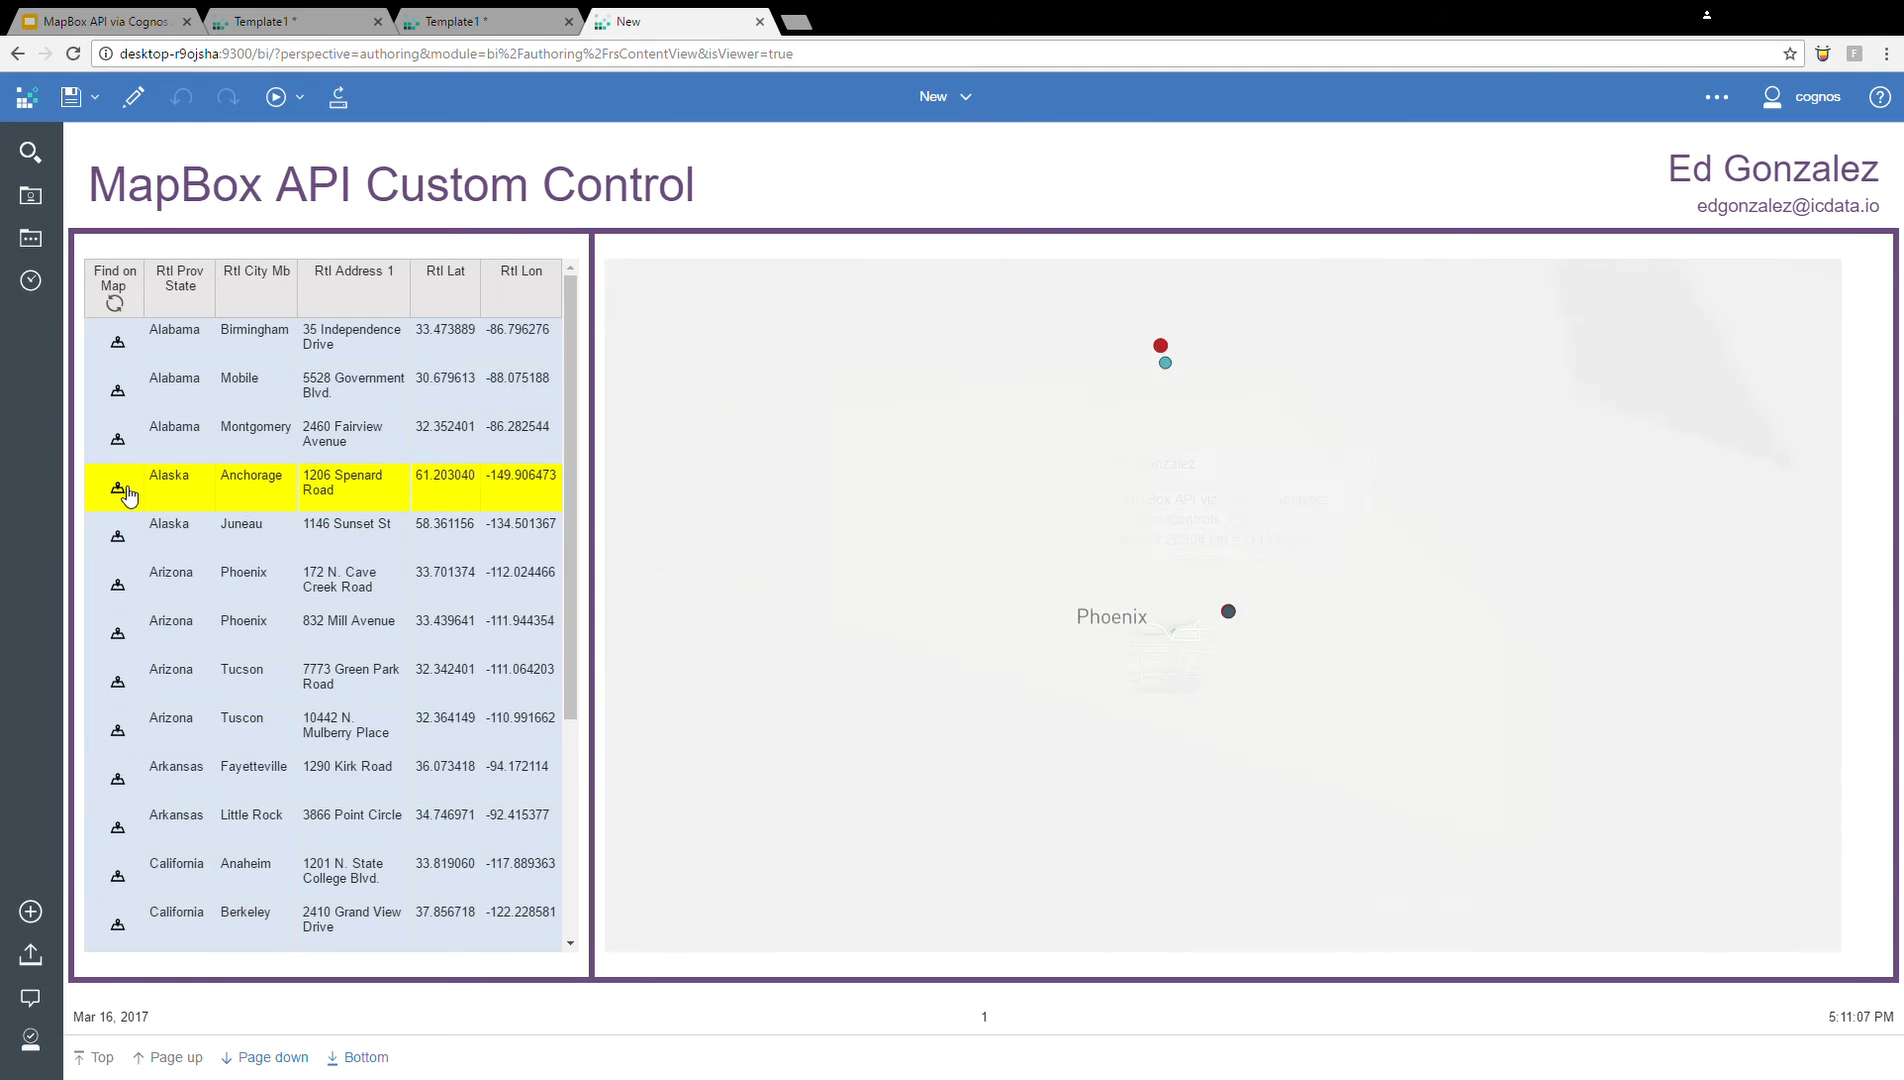 MapBox API via Cognos
Template1 *
Template1 *
New
desktop-r9ojsha:9300/bi/?perspective=authoring&module=bi%2Fauthoring%2FrsContentView&isViewer=true
F
New
cognos
MapBox API Custom Control
Ed Gonzalez
edgonzalez@icdata.io
Find on Map Rtl Prov State Rtl City Mb Rtl Address 1 Rtl Lat Rtl Lon
Alabama Birmingham 35 Independence Drive 33.473889 -86.796276
Alabama Mobile 5528 Government Blvd. 30.679613 -88.075188
Alabama Montgomery 2460 Fairview Avenue 32.352401 -86.282544
Alaska Anchorage 1206 Spenard Road 61.203040 -149.906473
Alaska Juneau 1146 Sunset St 58.361156 -134.501367
Arizona Phoenix 172 N. Cave Creek Road 33.701374 -112.024466
Arizona Phoenix 832 Mill Avenue 33.439641 -111.944354
Arizona Tucson 7773 Green Park Road 32.342401 -111.064203
Arizona Tuscon 10442 N. Mulberry Place 32.364149 -110.991662
Arkansas Fayetteville 1290 Kirk Road 36.073418 -94.172114
Arkansas Little Rock 3866 Point Circle 34.746971 -92.415377
California Anaheim 1201 N. State College Blvd. 33.819060 -117.889363
California Berkeley 2410 Grand View Drive 37.856718 -122.228581
Box API via
Phoenix
Mar 16, 2017
1
5:11:07 PM
Top Page up Page down Bottom